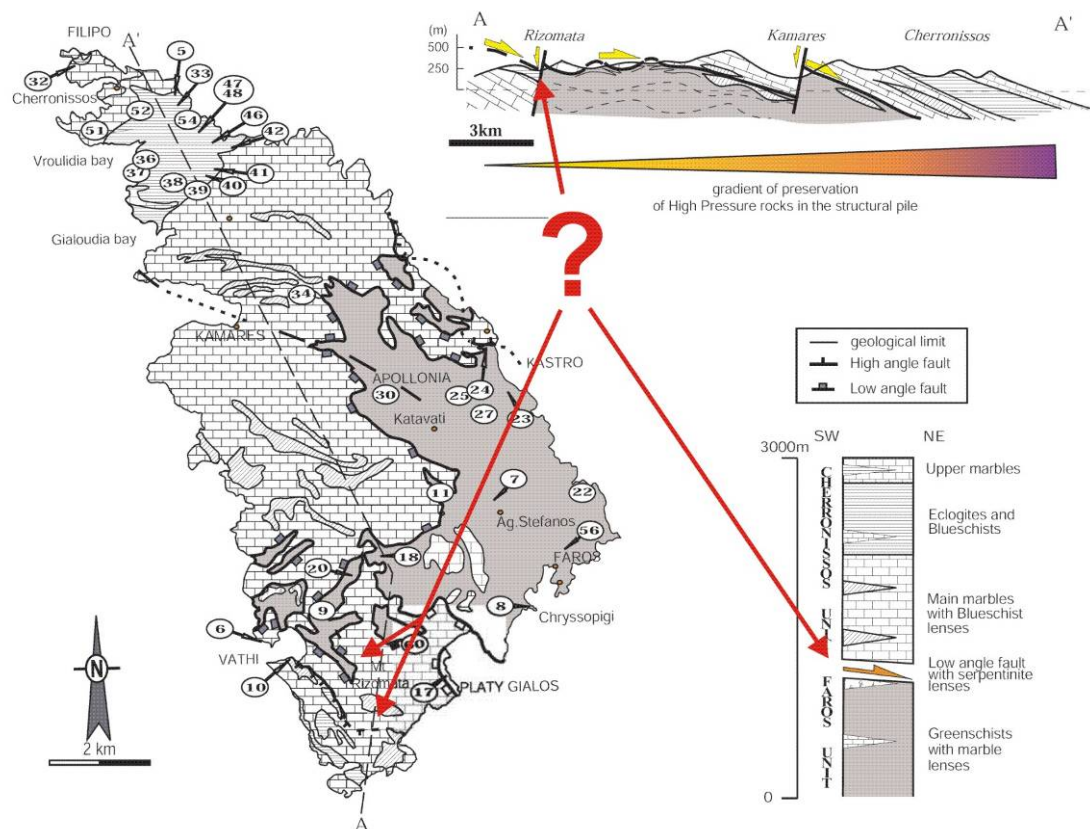 FILIPO
A'
5
33
47
48
32
Cherronissos
52
54
46
42
51
Vroulidia bay
36
37
38
39
40
41
Gialoudia bay
34
KAMARES
KASTRO
APOLLONIA
30
25
24
27
23
Katavati
11
7
22
Ag.Stefanos
56
FAROS
18
20
9
8
Chryssopigi
6
60
VATHI
Mt
Rizomata
10
17
PLATY GIALOS
N
2 km
A
A
Rizomata
Kamares
Cherronissos
A'
(m)
500
250
3km
gradient of preservation
of High Pressure rocks in the structural pile
?
geological limit
High angle fault
Low angle fault
SW
NE
3000m
CHERRONISSOS UNIT
Upper marbles
Eclogites and
Blueschists
Main marbles
with Blueschist
lenses
Low angle fault
with serpentinite
lenses
FAROS UNIT
Greenschists
with marble
lenses
0